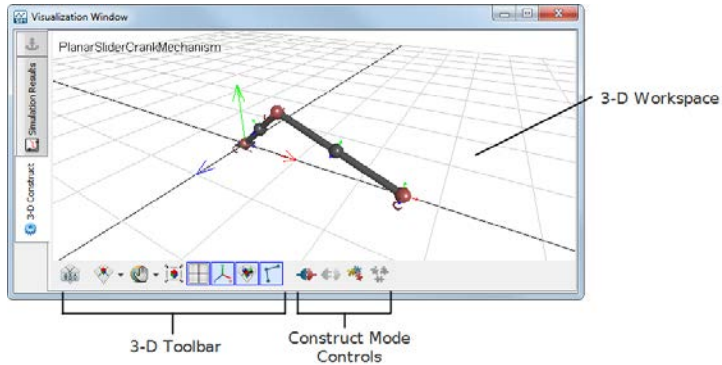 Visualization Window
PlanarSliderCrankMechanism
Simulation Results
3-D Construct
3-D Workspace
3-D Toolbar
Construct Mode
Controls